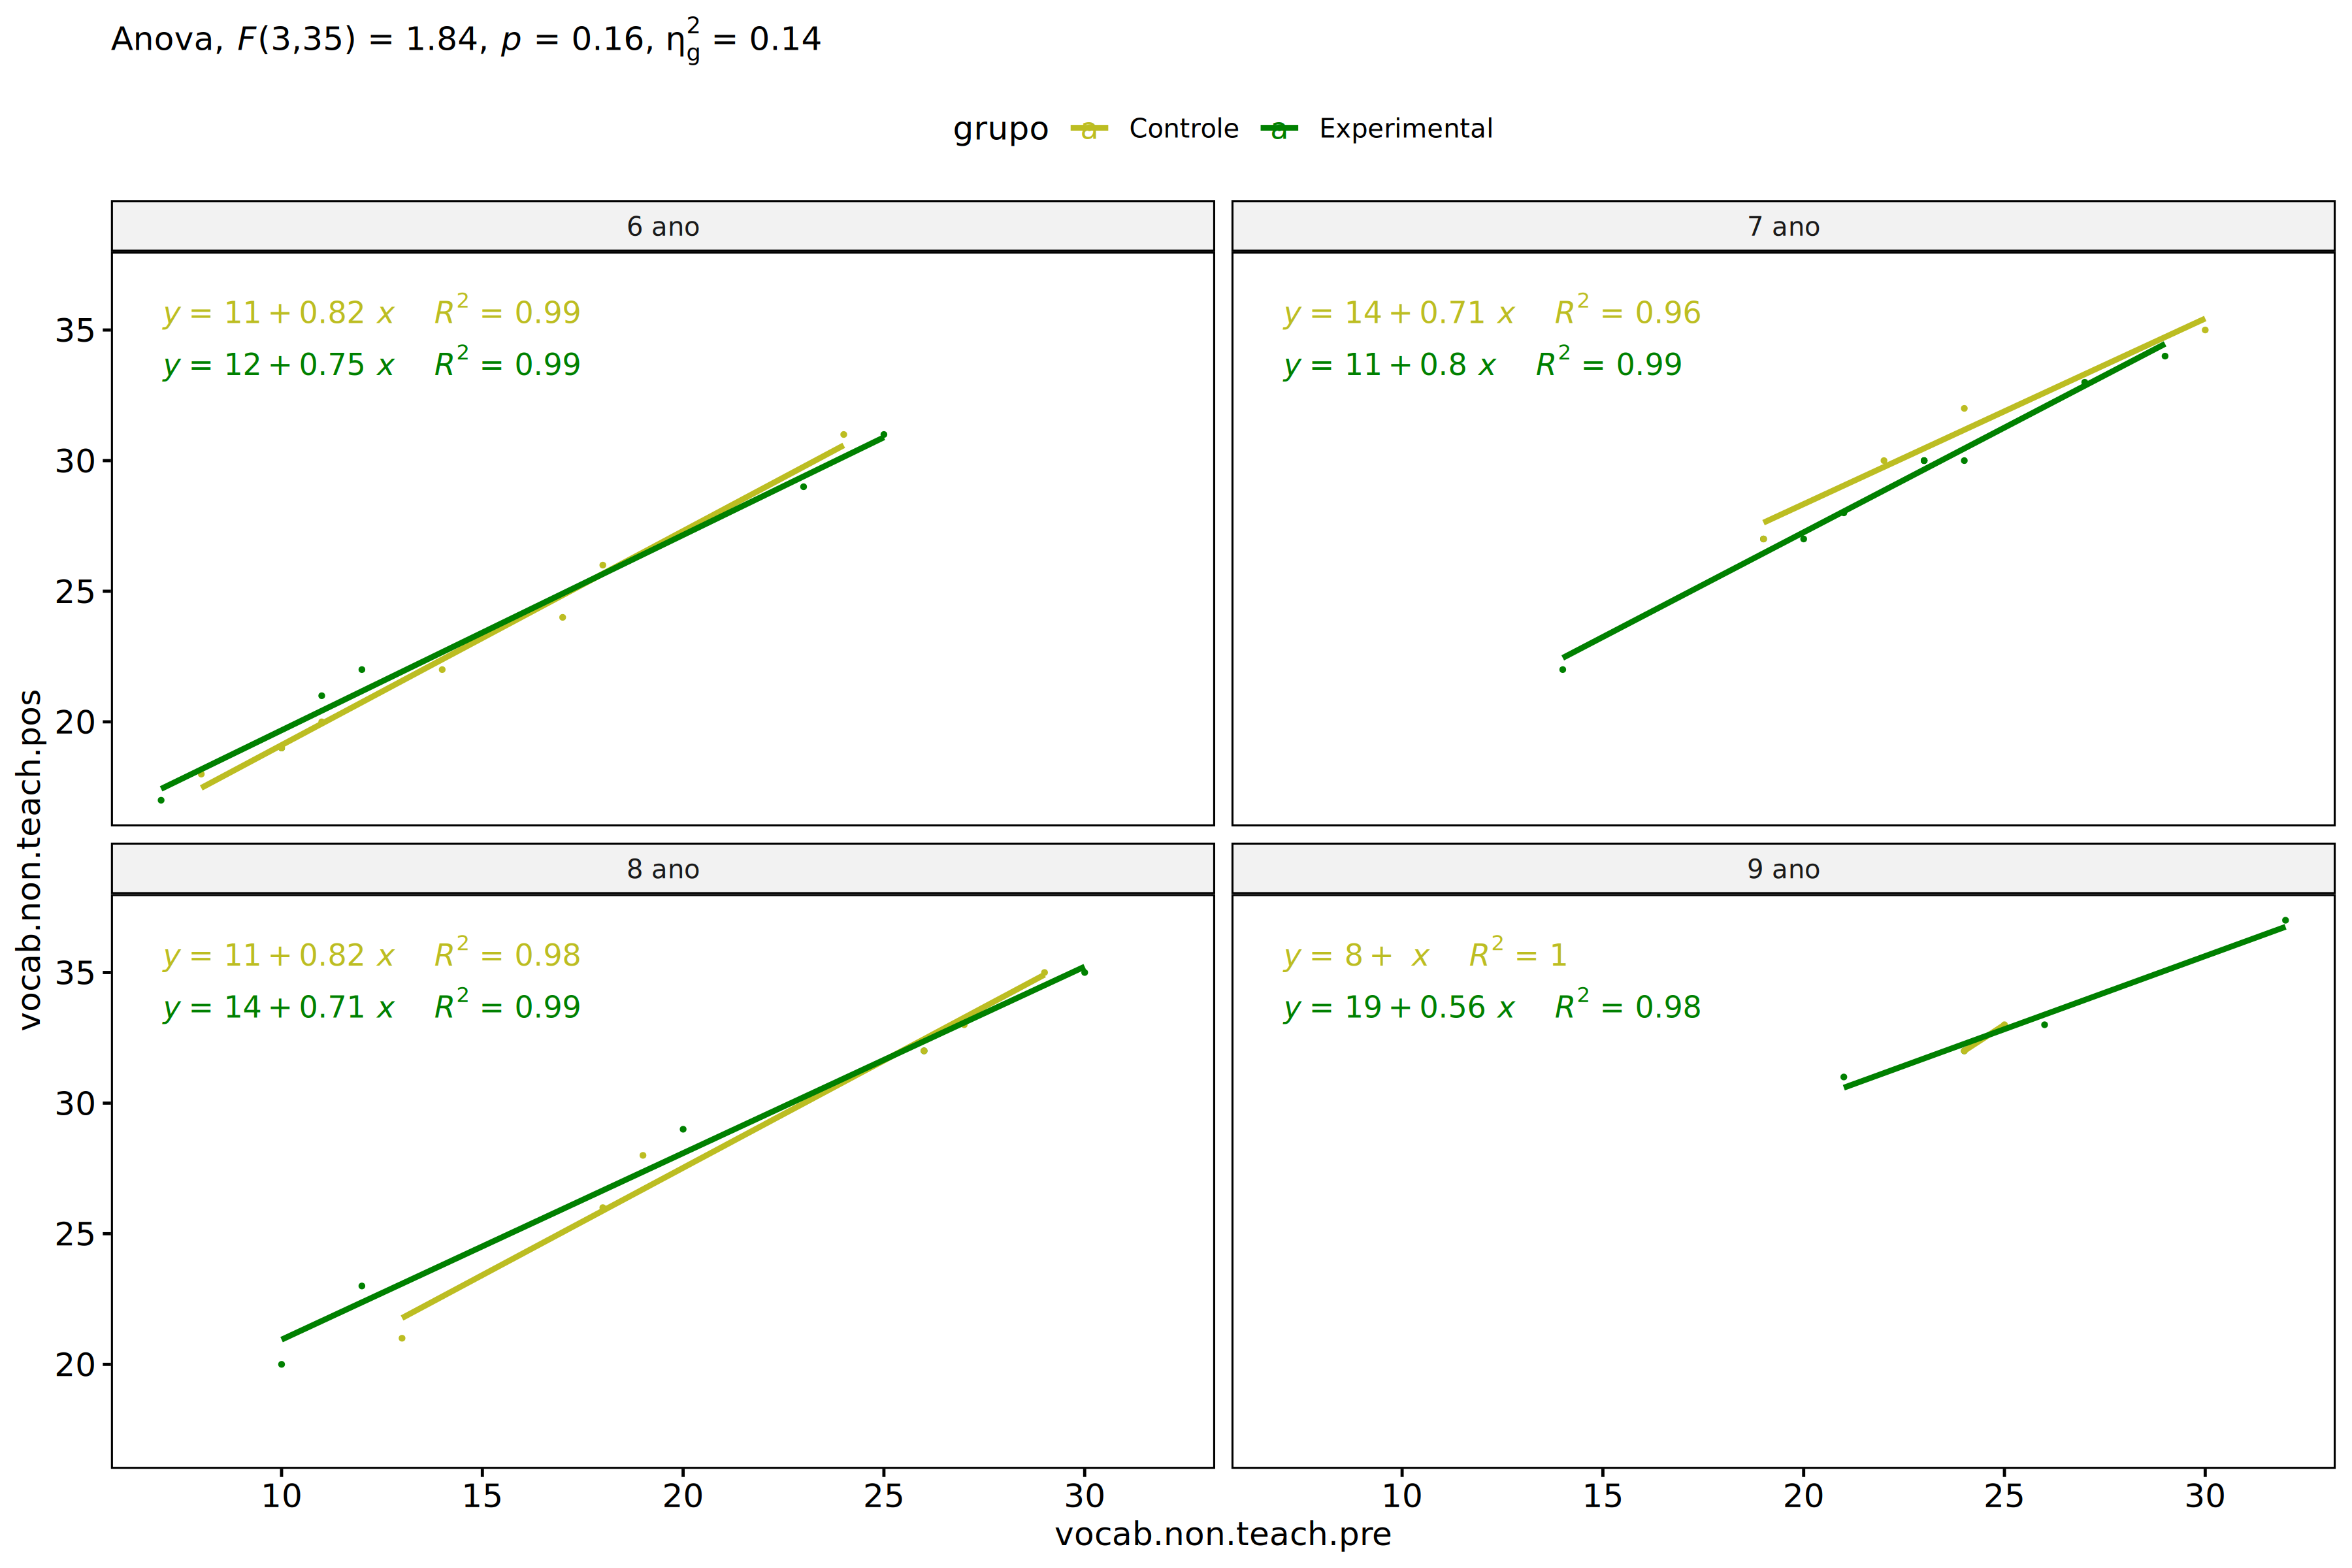 Anova, F(3,35) = 1.84, p = 0.16, η²g = 0.14
grupo a Controle a Experimental
6 ano
y = 11 + 0.82 x R² = 0.99
y = 12 + 0.75 x R² = 0.99
35
30
25
20
7 ano
y = 14 + 0.71 x R² = 0.96
y = 11 + 0.8 x R² = 0.99
8 ano
y = 11 + 0.82 x R² = 0.98
y = 14 + 0.71 x R² = 0.99
35
30
25
20
9 ano
y = 8 + x R² = 1
y = 19 + 0.56 x R² = 0.98
10 15 20 25 30
10 15 20 25 30
vocab.non.teach.pre
vocab.non.teach.pos